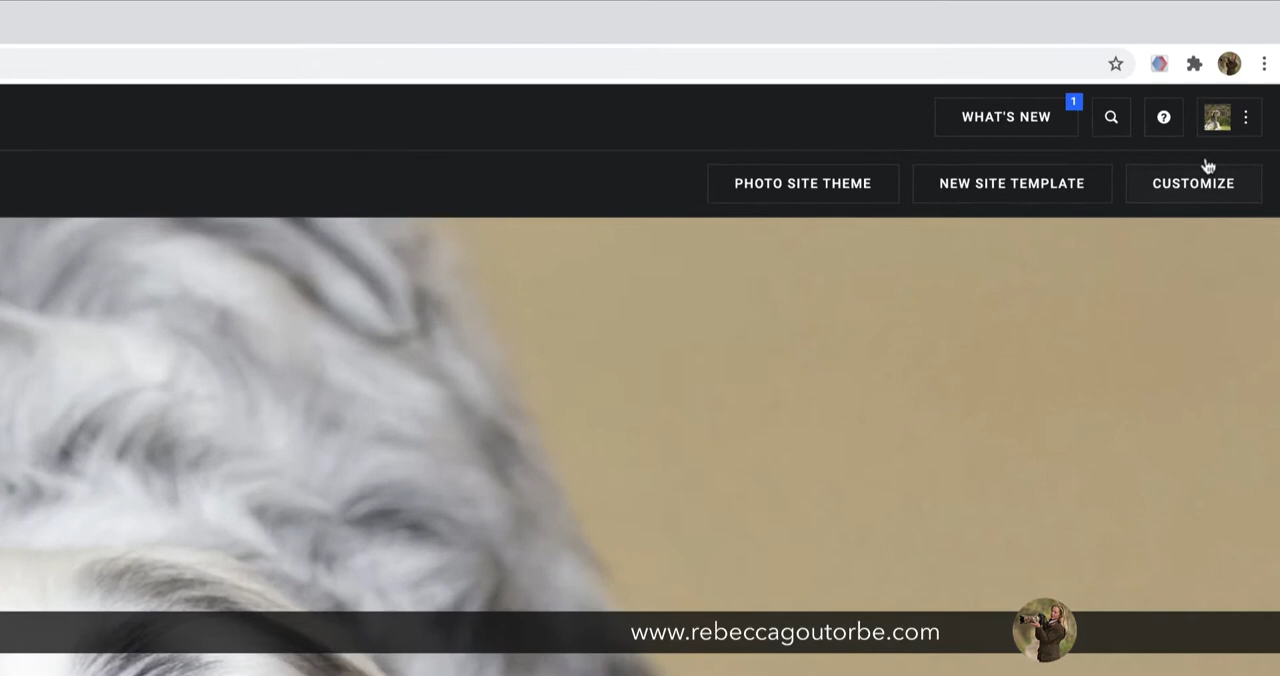 WHAT'S NEW
1
PHOTO SITE THEME
NEW SITE TEMPLATE
CUSTOMIZE
www.rebeccagoutorbe.com